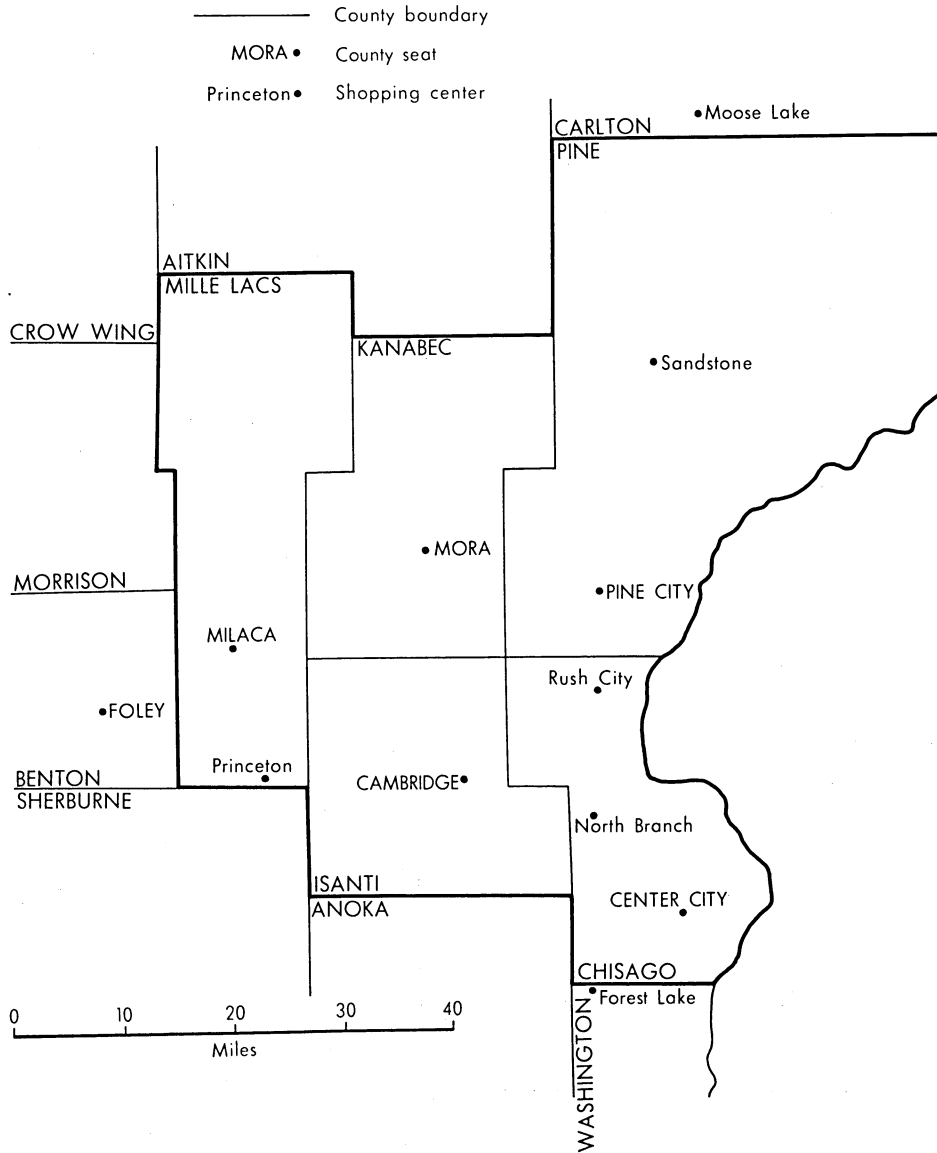 County boundary
MORA • County seat
Princeton • Shopping center
Moose Lake
CARLTON
PINE
AITKIN
MILLE LACS
CROW WING
KANABEC
Sandstone
MORA
MORRISON
PINE CITY
MILACA
Rush City
FOLEY
Princeton
BENTON
CAMBRIDGE
SHERBURNE
North Branch
ISANTI
CENTER CITY
ANOKA
CHISAGO
Forest Lake
WASHINGTON
0 10 20 30 40
Miles